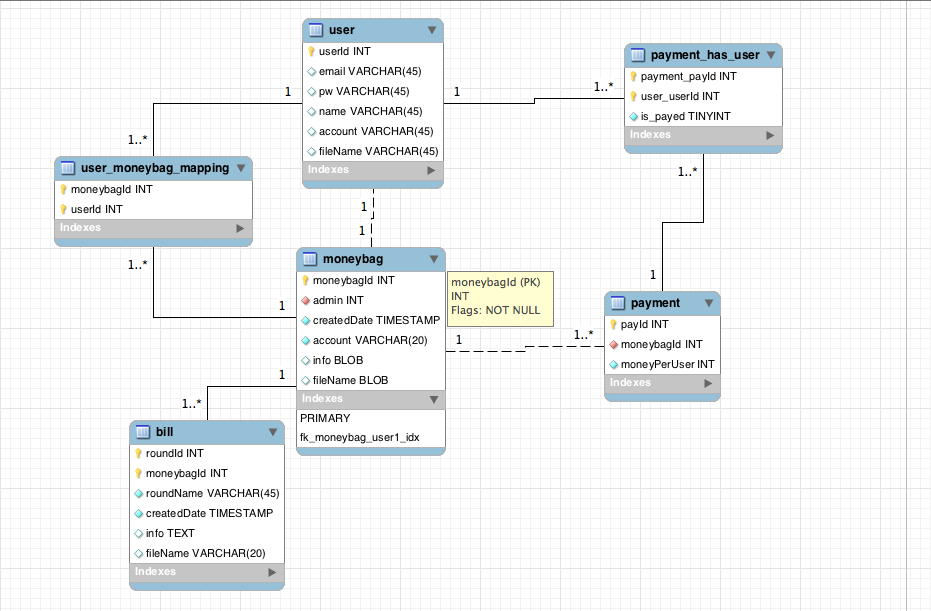 user
userId INT
email VARCHAR(45)
pw VARCHAR(45)
name VARCHAR(45)
account VARCHAR(45)
fileName VARCHAR(45)
Indexes
payment_has_user
payment_payId INT
user_userId INT
is_payed TINYINT
Indexes
1
1..*
1
1..*
user_moneybag_mapping
moneybagId INT
userId INT
Indexes
1
1
1..*
1
1..*
1
moneybag
moneybagId INT
admin INT
createdDate TIMESTAMP
account VARCHAR(20)
info BLOB
fileName BLOB
Indexes
PRIMARY
fk_moneybag_user1_idx
moneybagId (PK)
INT
Flags: NOT NULL
1
1..*
payment
payId INT
moneybagId INT
moneyPerUser INT
Indexes
1
1..*
bill
roundId INT
moneybagId INT
roundName VARCHAR(45)
createdDate TIMESTAMP
info TEXT
fileName VARCHAR(20)
Indexes